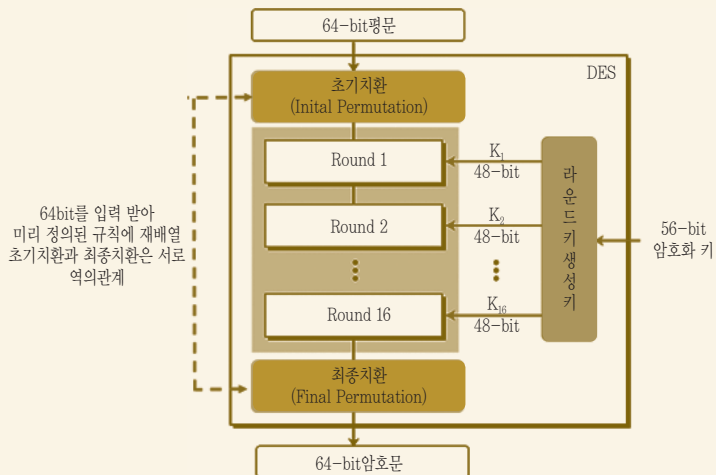 64-bit평문
DES
초기치환
(Inital Permutation)
Round 1
K1
48-bit
Round 2
K2
48-bit
Round 16
K16
48-bit
라운드키생성키
56-bit
암호화 키
64bit를 입력 받아
미리 정의된 규칙에 재배열
초기치환과 최종치환은 서로
역의관계
최종치환
(Final Permutation)
64-bit암호문